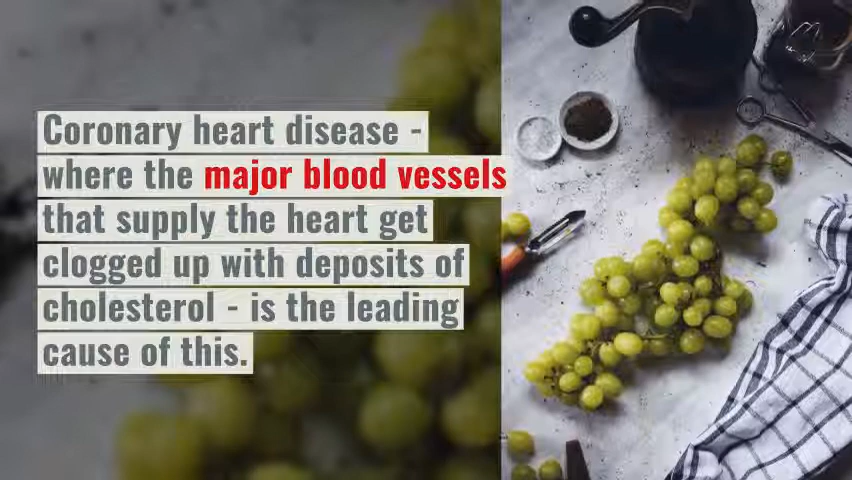 Coronary heart disease -
where the major blood vessels
that supply the heart get
clogged up with deposits of
cholesterol - is the leading
cause of this.